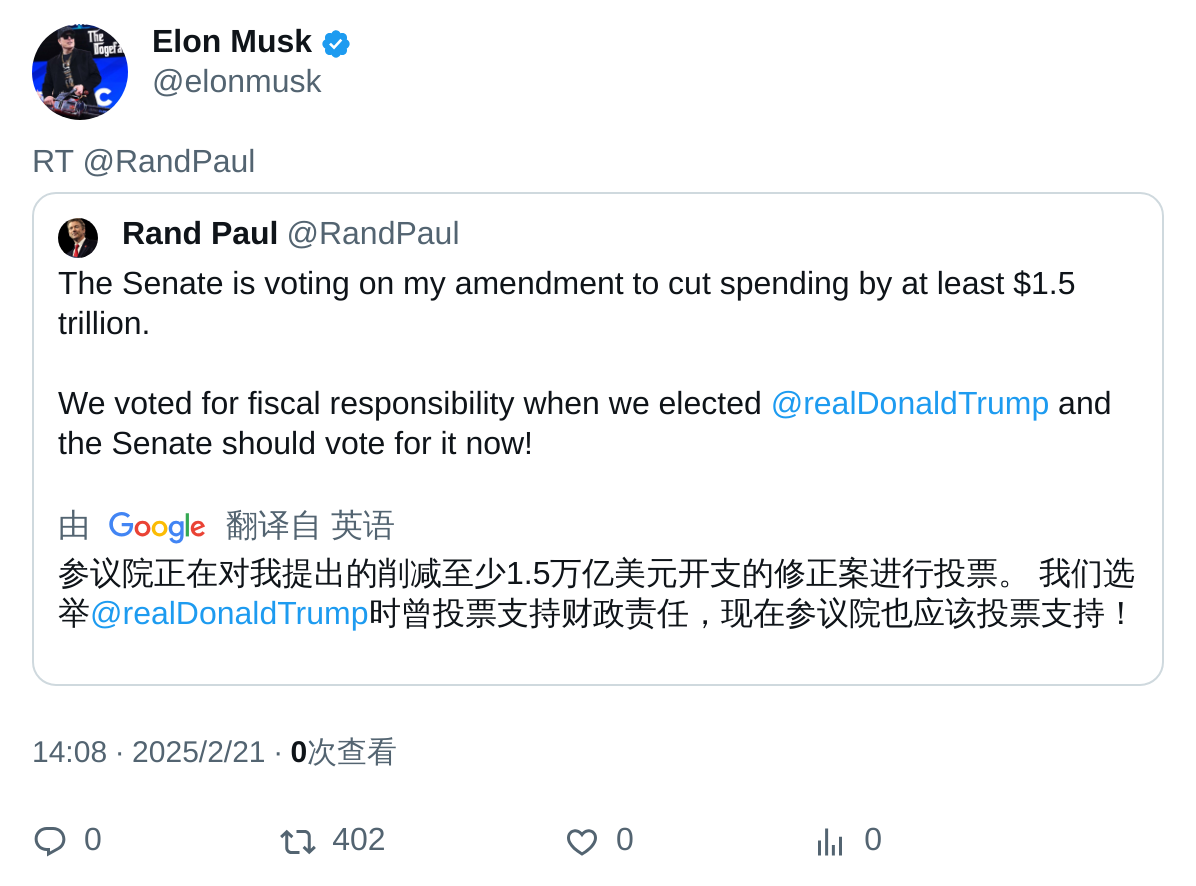 The
Dogefa
C
Elon Musk
@elonmusk
RT @RandPaul
Rand Paul @RandPaul
The Senate is voting on my amendment to cut spending by at least $1.5
trillion.
We voted for fiscal responsibility when we elected @realDonaldTrump and
the Senate should vote for it now!
由 Google 翻译自 英语
参议院正在对我提出的削减至少1.5万亿美元开支的修正案进行投票。 我们选
举@realDonaldTrump时曾投票支持财政责任，现在参议院也应该投票支持！
14:08 · 2025/2/21 · 0次查看
0 402 0 0